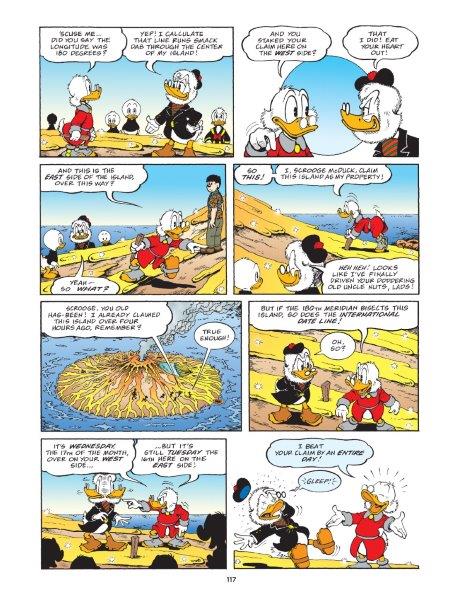 'SCUSE ME...
DID YOU SAY THE
LONGITUDE WAS
180 DEGREES?
YEP! I CALCULATE
THAT LINE RUNS SMACK
DAB THROUGH THE CENTER
OF MY ISLAND!
AND YOU
STAKED YOUR
CLAIM HERE ON
THE WEST SIDE?
THAT
I DID! EAT
YOUR HEART
OUT!
AND THIS IS THE
EAST SIDE OF THE ISLAND,
OVER THIS WAY?
YEAH—
SO WHAT?
SO
THIS!
I, SCROOGE McDUCK, CLAIM
THIS ISLAND AS MY PROPERTY!
HEH HEH! LOOKS
LIKE I'VE FINALLY
DRIVEN YOUR DODDERING
OLD UNCLE NUTS, LADS!
SCROOGE, YOU OLD
HAS-BEEN! I ALREADY CLAIMED
THIS ISLAND OVER FOUR
HOURS AGO, REMEMBER?
TRUE
ENOUGH!
BUT IF THE 180TH MERIDIAN BISECTS THIS
ISLAND, SO DOES THE INTERNATIONAL
DATE LINE!
OH,
SO?
IT'S WEDNESDAY,
THE 17TH OF THE MONTH,
OVER ON YOUR WEST
SIDE...
...BUT IT'S
STILL TUESDAY THE
16TH HERE ON THE
EAST SIDE!
I BEAT
YOUR CLAIM BY AN ENTIRE
DAY!
GLEEP!
117